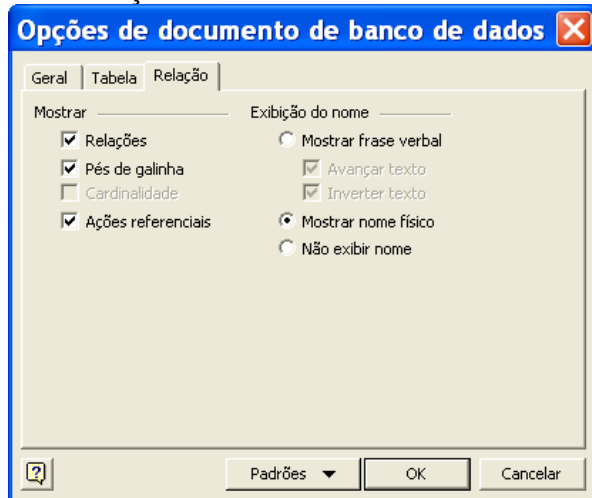 Opções de documento de banco de dados
Geral
Tabela
Relação
Mostrar
Relações
Pés de galinha
Cardinalidade
Ações referenciais
Exibição do nome
Mostrar frase verbal
Avançar texto
Inverter texto
Mostrar nome físico
Não exibir nome
Padrões
OK
Cancelar